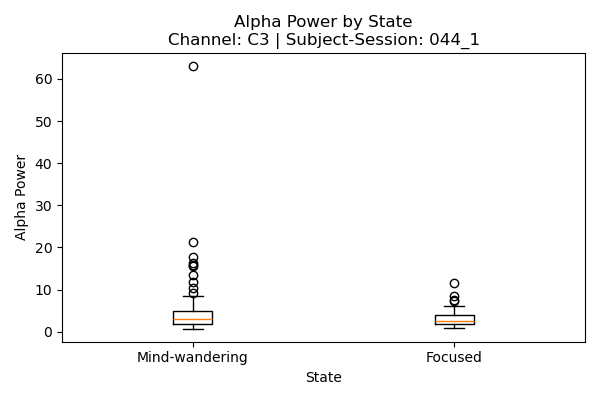 Alpha Power by State
Channel: C3 | Subject-Session: 044_1
Alpha Power
60
50
40
30
20
10
0
Mind-wandering
Focused
State